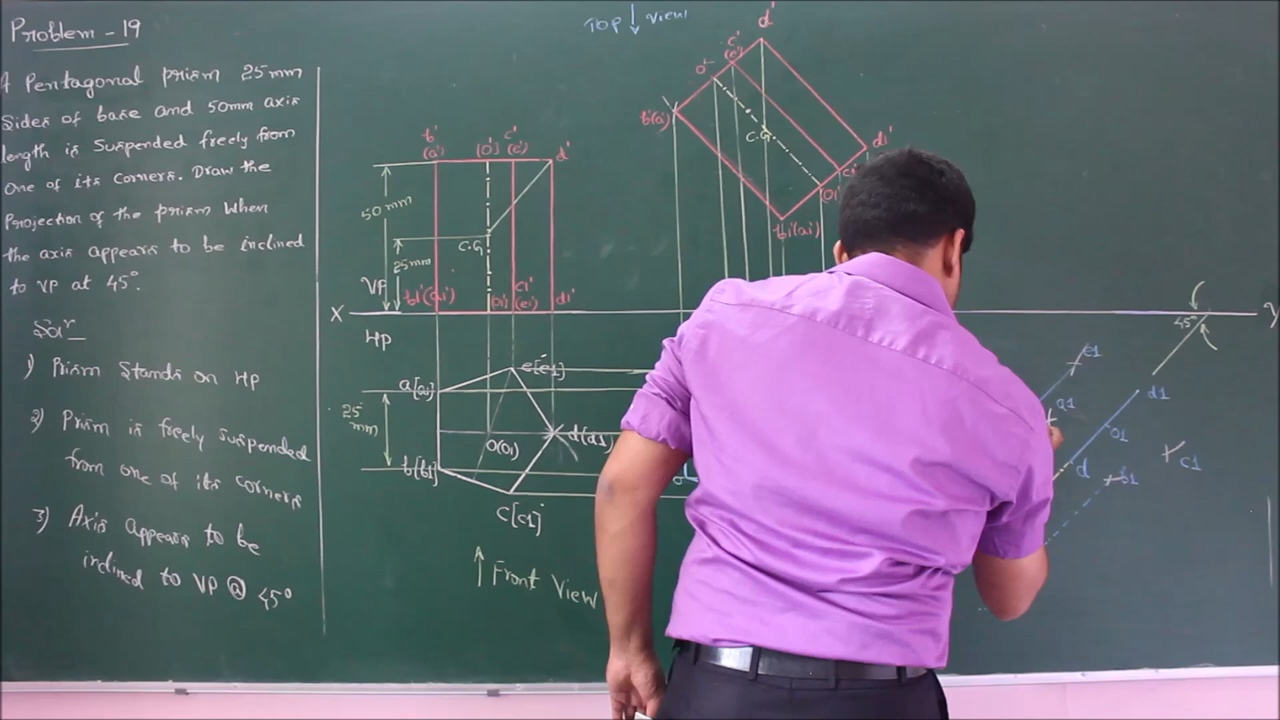 Problem - 19
A Pentagonal prism 25mm
Sides of base and 50mm axis
length is Suspended freely from
One of its Corners. Draw the
Projection of the prism When
the axis appears to be inclined
to VP at 45°.
1) Prism Stands on HP
2) Prism is freely suspended
from one of its corners
3) Axis appears to be
inclined to VP @ 45°
Top ↓ View
b' (a') [o'] c' (e') d'
50mm
C.G
25mm
VP
b1'(a1') (o1') c1' (e1') d1'
X
Y
HP
a[a1] e[e1]
25 mm
O(O1) d(d1)
b[b1]
c[c1]
↑ Front View
d'
c' (e')
o'
b'(a')
C.G
d1'
c1'
O1'
b1'(a1')
45°
e1
a1
d1
O1
d
b1
c1